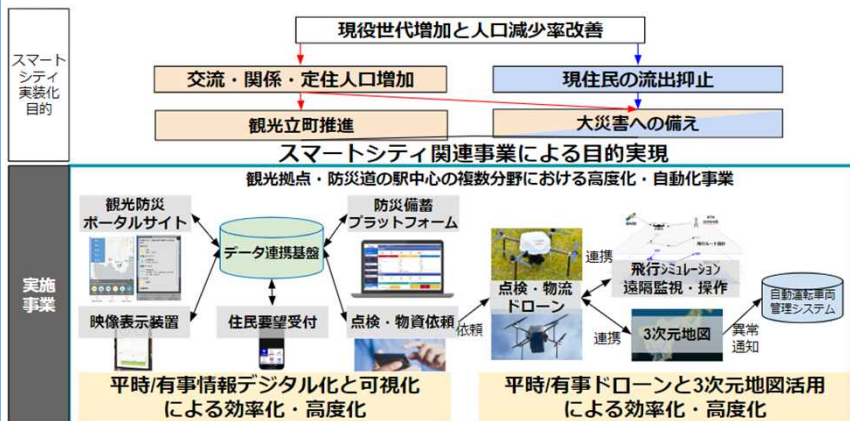 スマート
シティ
実装化
目的
現役世代増加と人口減少率改善
交流・関係・定住人口増加
現住民の流出抑止
観光立町推進
大災害への備え
スマートシティ関連事業による目的実現
実施
事業
観光拠点・防災道の駅中心の複数分野における高度化・自動化事業
観光防災
ポータルサイト
データ連携基盤
防災備蓄
プラットフォーム
映像表示装置
住民要望受付
点検・物資依頼
依頼
点検・物流
ドローン
連携
飛行シミュレーション
遠隔監視・操作
連携
3次元地図
異常
通知
自動運転車両
管理システム
平時/有事情報デジタル化と可視化
による効率化・高度化
平時/有事ドローンと3次元地図活用
による効率化・高度化